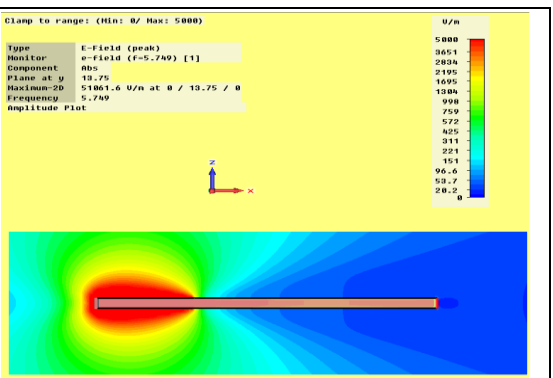 Clamp to range: (Min: 0/ Max: 5000)
V/m
Type E-Field (peak)
Monitor e-field (f=5.749) [1]
Component Abs
Plane at y 13.75
Maximum-2D 51061.6 V/m at 0 / 13.75 / 0
Frequency 5.749
Amplitude Plot
5000
3651
2834
2195
1695
1304
998
759
572
425
311
221
151
96.6
53.7
20.2
0
z
x